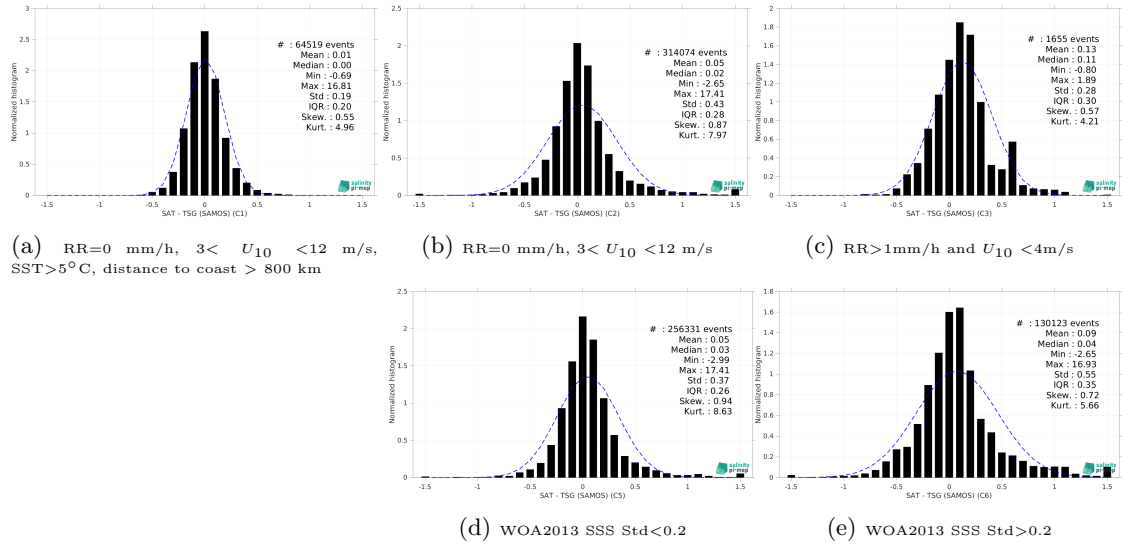 3
2.5
2
1.5
1
0.5
0
Normalized histogram
# : 64519 events
Mean : 0.01
Median : 0.00
Min : -0.69
Max : 16.81
Std : 0.19
IQR : 0.20
Skew. : 0.55
Kurt. : 4.96
salinity
pi-mep
-1.5 -1 -0.5 0 0.5 1 1.5
SAT - TSG (SAMOS) (C1)
(a) RR=0 mm/h, 3< U10 <12 m/s,
SST>5°C, distance to coast > 800 km
2.5
2
1.5
1
0.5
0
Normalized histogram
# : 314074 events
Mean : 0.05
Median : 0.02
Min : -2.65
Max : 17.41
Std : 0.43
IQR : 0.28
Skew. : 0.87
Kurt. : 7.97
salinity
pi-mep
-1.5 -1 -0.5 0 0.5 1 1.5
SAT - TSG (SAMOS) (C2)
(b) RR=0 mm/h, 3< U10 <12 m/s
2
1.8
1.6
1.4
1.2
1
0.8
0.6
0.4
0.2
0
Normalized histogram
# : 1655 events
Mean : 0.13
Median : 0.11
Min : -0.80
Max : 1.89
Std : 0.28
IQR : 0.30
Skew. : 0.57
Kurt. : 4.21
salinity
pi-mep
-1.5 -1 -0.5 0 0.5 1 1.5
SAT - TSG (SAMOS) (C3)
(c) RR>1mm/h and U10 <4m/s
2.5
2
1.5
1
0.5
0
Normalized histogram
# : 256331 events
Mean : 0.05
Median : 0.03
Min : -2.99
Max : 17.41
Std : 0.37
IQR : 0.26
Skew. : 0.94
Kurt. : 8.63
salinity
pi-mep
-1.5 -1 -0.5 0 0.5 1 1.5
SAT - TSG (SAMOS) (C5)
(d) WOA2013 SSS Std<0.2
1.8
1.6
1.4
1.2
1
0.8
0.6
0.4
0.2
0
Normalized histogram
# : 130123 events
Mean : 0.09
Median : 0.04
Min : -2.65
Max : 16.93
Std : 0.55
IQR : 0.35
Skew. : 0.72
Kurt. : 5.66
salinity
pi-mep
-1.5 -1 -0.5 0 0.5 1 1.5
SAT - TSG (SAMOS) (C6)
(e) WOA2013 SSS Std>0.2